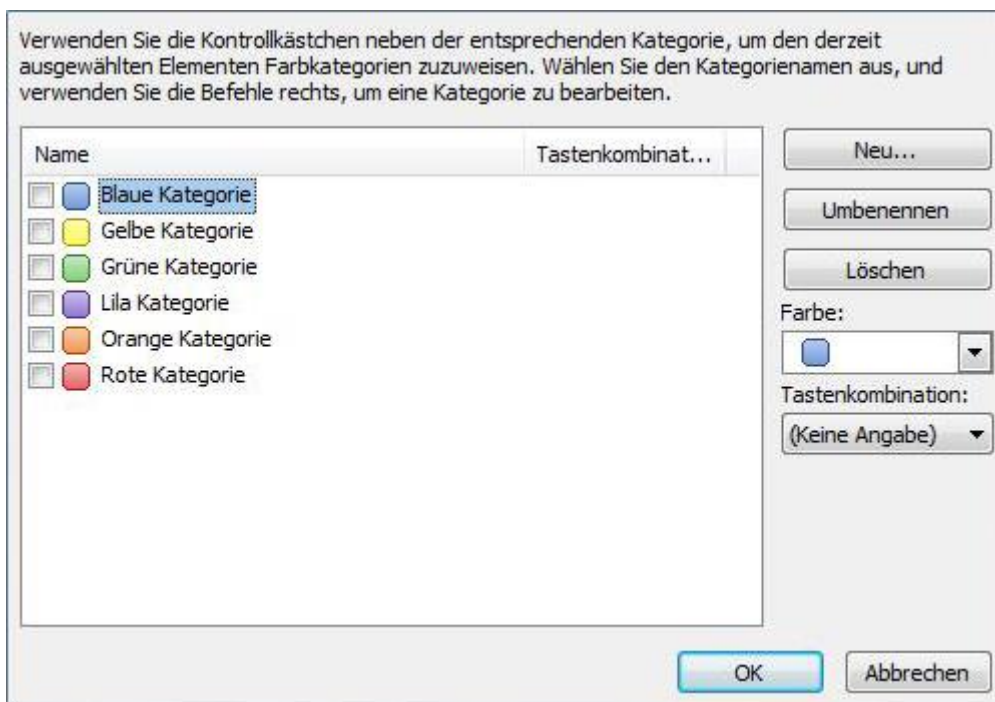 Verwenden Sie die Kontrollkästchen neben der entsprechenden Kategorie, um den derzeit
ausgewählten Elementen Farbkategorien zuzuweisen. Wählen Sie den Kategorienamen aus, und
verwenden Sie die Befehle rechts, um eine Kategorie zu bearbeiten.
Name Tastenkombinat...
Blaue Kategorie
Gelbe Kategorie
Grüne Kategorie
Lila Kategorie
Orange Kategorie
Rote Kategorie
Neu...
Umbenennen
Löschen
Farbe:
Tastenkombination:
(Keine Angabe)
OK Abbrechen